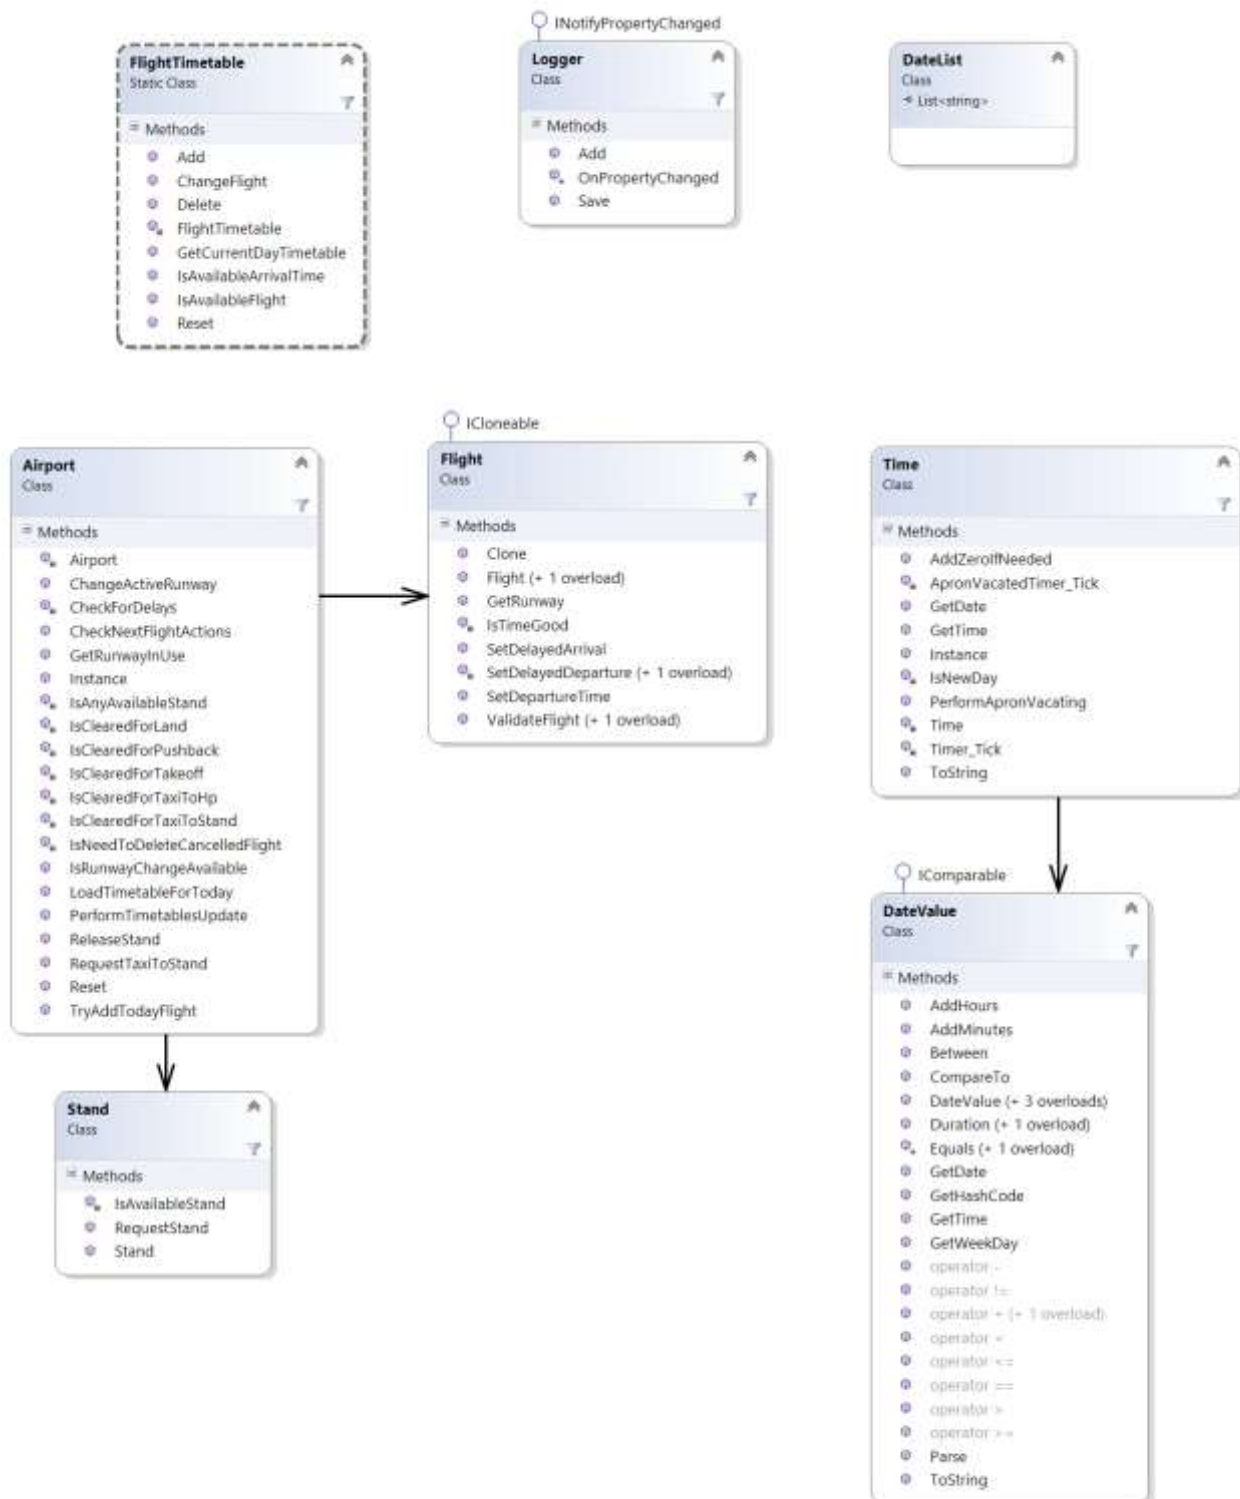 FlightTimetable
Static Class
Methods
Add
ChangeFlight
Delete
FlightTimetable
GetCurrentDayTimetable
IsAvailableArrivalTime
IsAvailableFlight
Reset
INotifyPropertyChanged
Logger
Class
Methods
Add
OnPropertyChanged
Save
DateList
Class
List<string>
Airport
Class
Methods
Airport
ChangeActiveRunway
CheckForDelays
CheckNextFlightActions
GetRunwayInUse
Instance
IsAnyAvailableStand
IsClearedForLand
IsClearedForPushback
IsClearedForTakeoff
IsClearedForTaxiToHp
IsClearedForTaxiToStand
IsNeedToDeleteCancelledFlight
IsRunwayChangeAvailable
LoadTimetableForToday
PerformTimetablesUpdate
ReleaseStand
RequestTaxiToStand
Reset
TryAddTodayFlight
ICloneable
Flight
Class
Methods
Clone
Flight (+ 1 overload)
GetRunway
IsTimeGood
SetDelayedArrival
SetDelayedDeparture (+ 1 overload)
SetDepartureTime
ValidateFlight (+ 1 overload)
Time
Class
Methods
AddZeroIfNeeded
ApronVacatedTimer_Tick
GetDate
GetTime
Instance
IsNewDay
PerformApronVacating
Time
Timer_Tick
ToString
Stand
Class
Methods
IsAvailableStand
RequestStand
Stand
IComparable
DateValue
Class
Methods
AddHours
AddMinutes
Between
CompareTo
DateValue (+ 3 overloads)
Duration (+ 1 overload)
Equals (+ 1 overload)
GetDate
GetHashCode
GetTime
GetWeekDay
operator -
operator !=
operator + (+ 1 overload)
operator <
operator <=
operator ==
operator >
operator >=
Parse
ToString